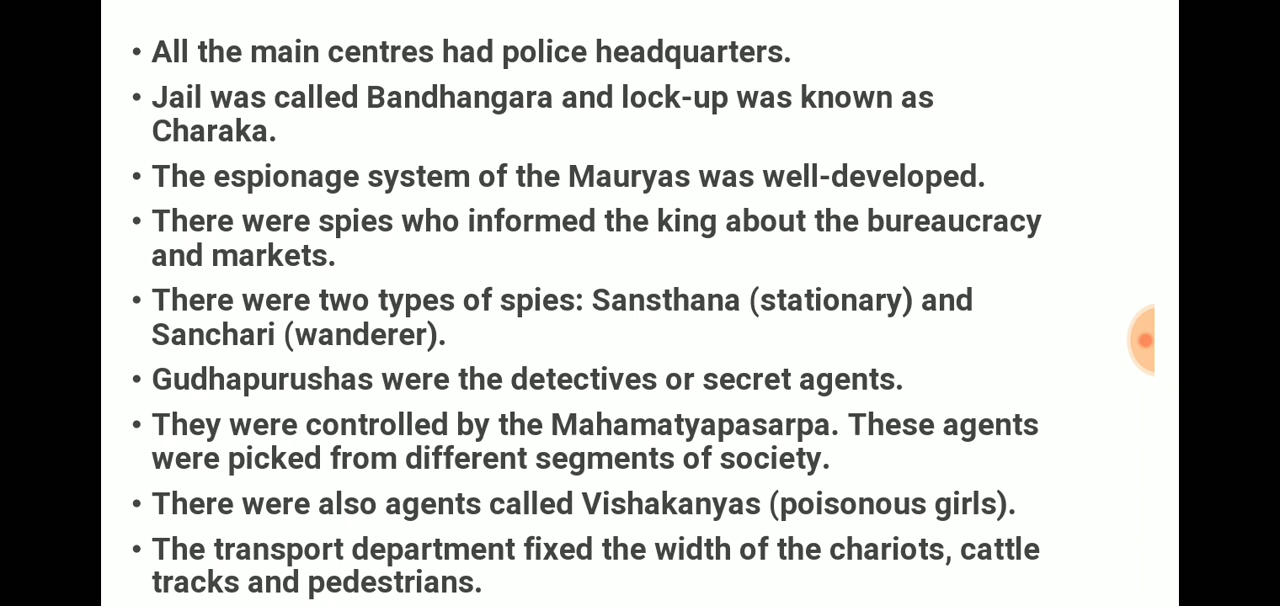 • All the main centres had police headquarters.
• Jail was called Bandhangara and lock-up was known as
Charaka.
• The espionage system of the Mauryas was well-developed.
• There were spies who informed the king about the bureaucracy
and markets.
• There were two types of spies: Sansthana (stationary) and
Sanchari (wanderer).
• Gudhapurushas were the detectives or secret agents.
• They were controlled by the Mahamatyapasarpa. These agents
were picked from different segments of society.
• There were also agents called Vishakanyas (poisonous girls).
• The transport department fixed the width of the chariots, cattle
tracks and pedestrians.